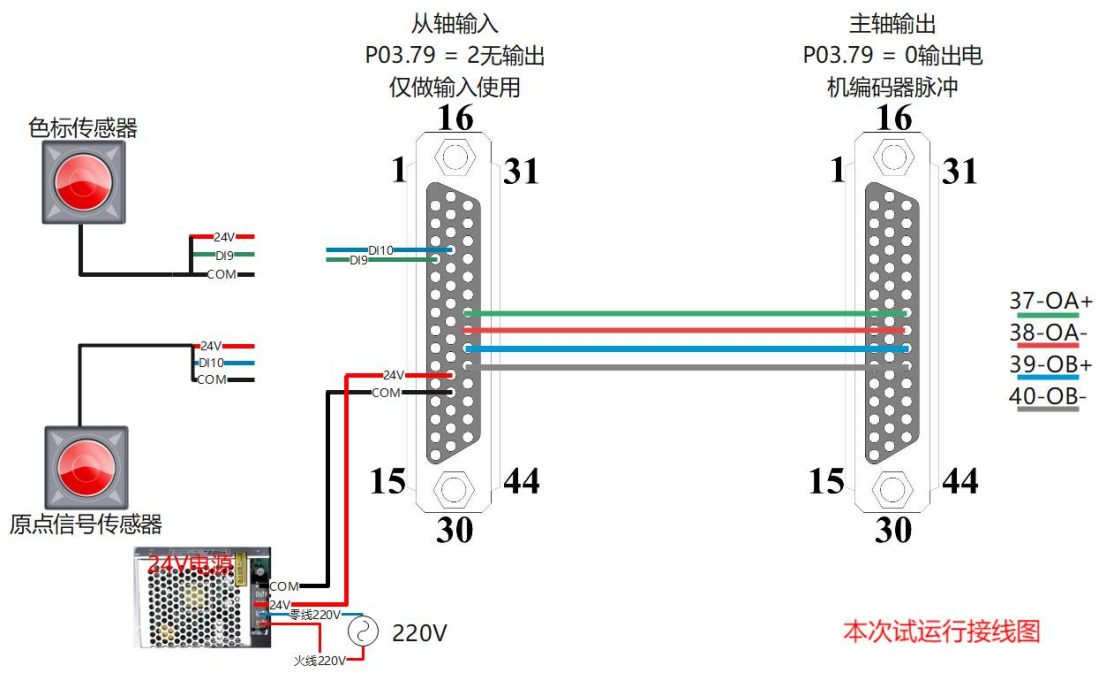 从轴输入
P03.79 = 2无输出
仅做输入使用
主轴输出
P03.79 = 0输出电
机编码器脉冲
16
16
色标传感器
1
31
1
31
24V
DI9
COM
DI10
DI9
37-OA+
38-OA-
39-OB+
40-OB-
24V
DI10
COM
24V
COM
15
44
15
44
30
30
原点信号传感器
24V电源
COM
24V
零线220V
220V
火线220V
本次试运行接线图